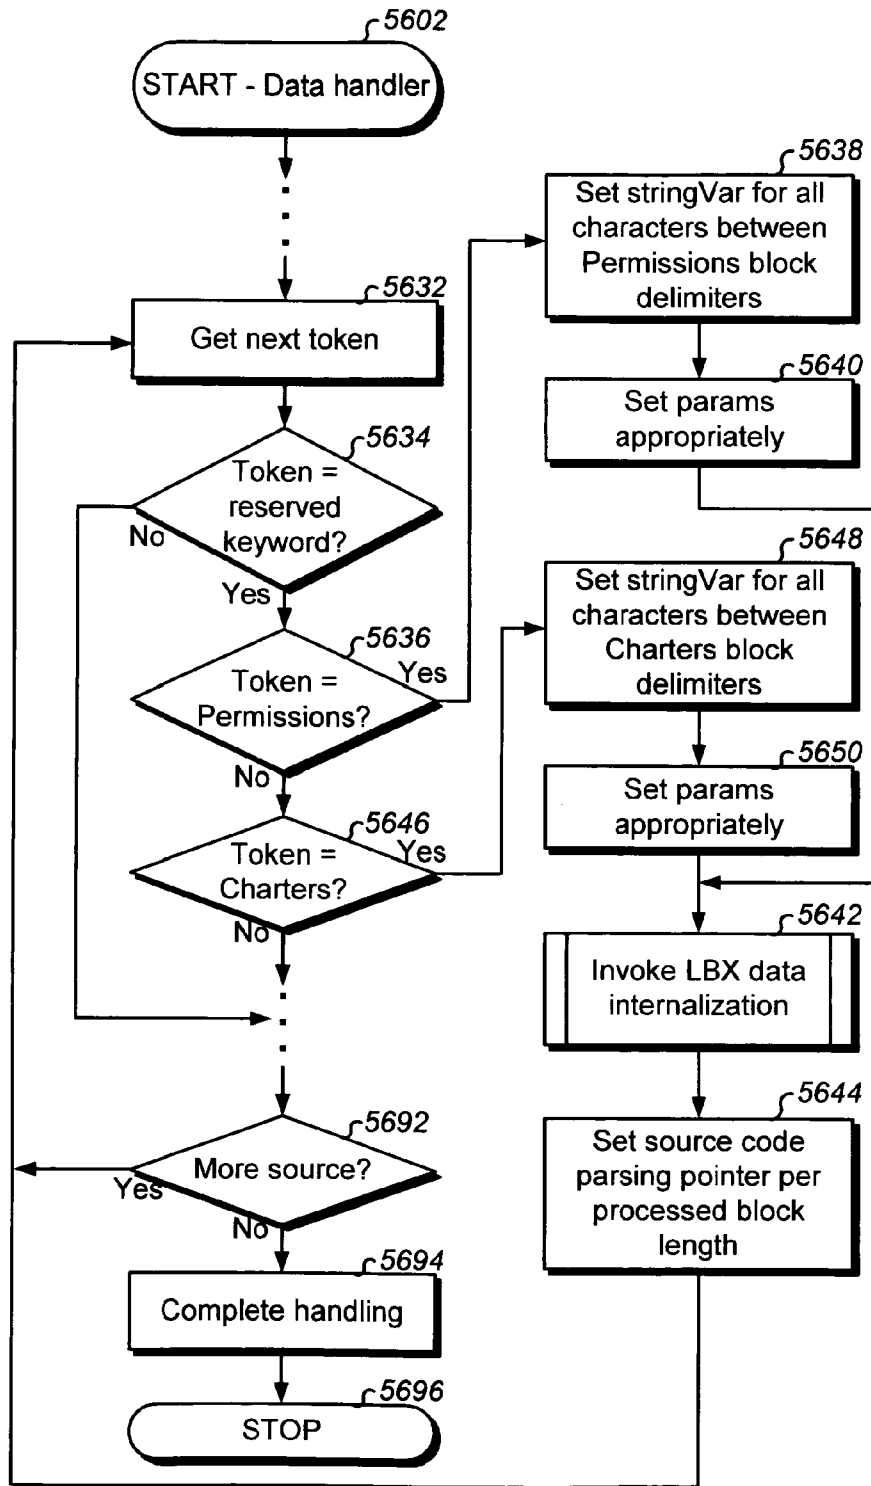 5602
START - Data handler
5632
Get next token
5634
Token =
reserved
keyword?
No
Yes
5636
Token =
Permissions?
Yes
No
5646
Token =
Charters?
Yes
No
5692
More source?
Yes
No
5694
Complete handling
5696
STOP
5638
Set stringVar for all
characters between
Permissions block
delimiters
5640
Set params
appropriately
5648
Set stringVar for all
characters between
Charters block
delimiters
5650
Set params
appropriately
5642
Invoke LBX data
internalization
5644
Set source code
parsing pointer per
processed block
length